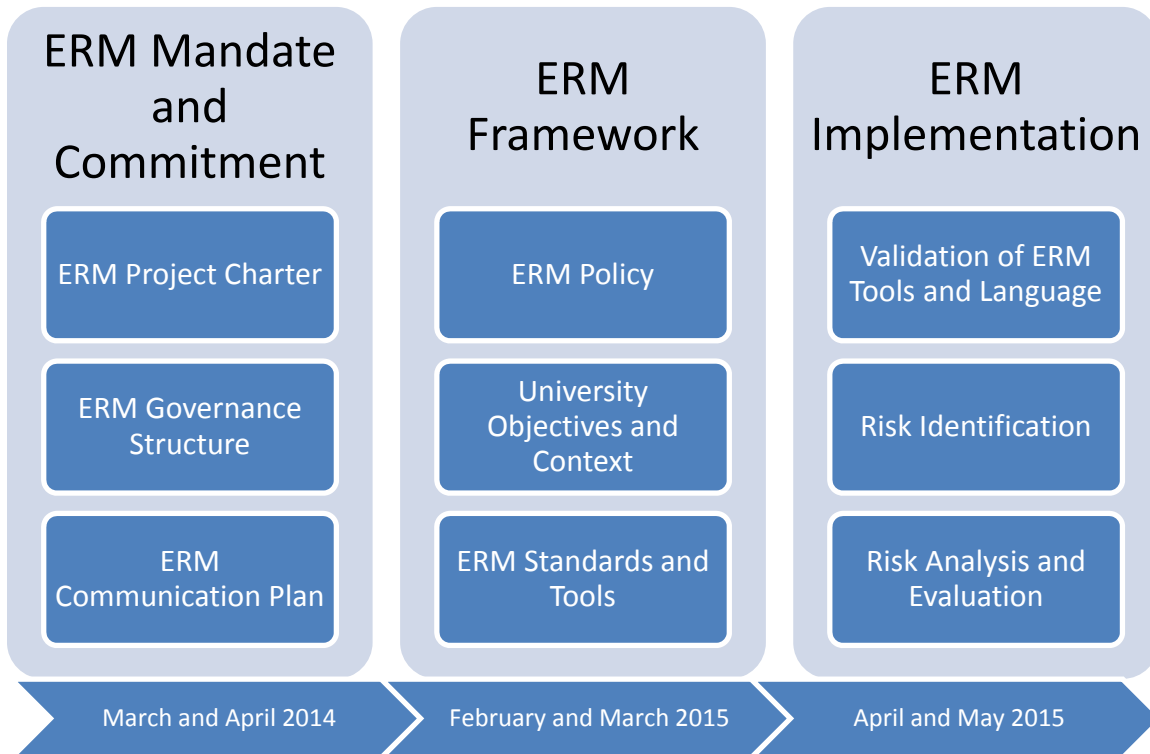 ERM Mandate
and
Commitment
ERM Project Charter
ERM Governance
Structure
ERM
Communication Plan
March and April 2014
ERM
Framework
ERM Policy
University
Objectives and
Context
ERM Standards and
Tools
February and March 2015
ERM
Implementation
Validation of ERM
Tools and Language
Risk Identification
Risk Analysis and
Evaluation
April and May 2015